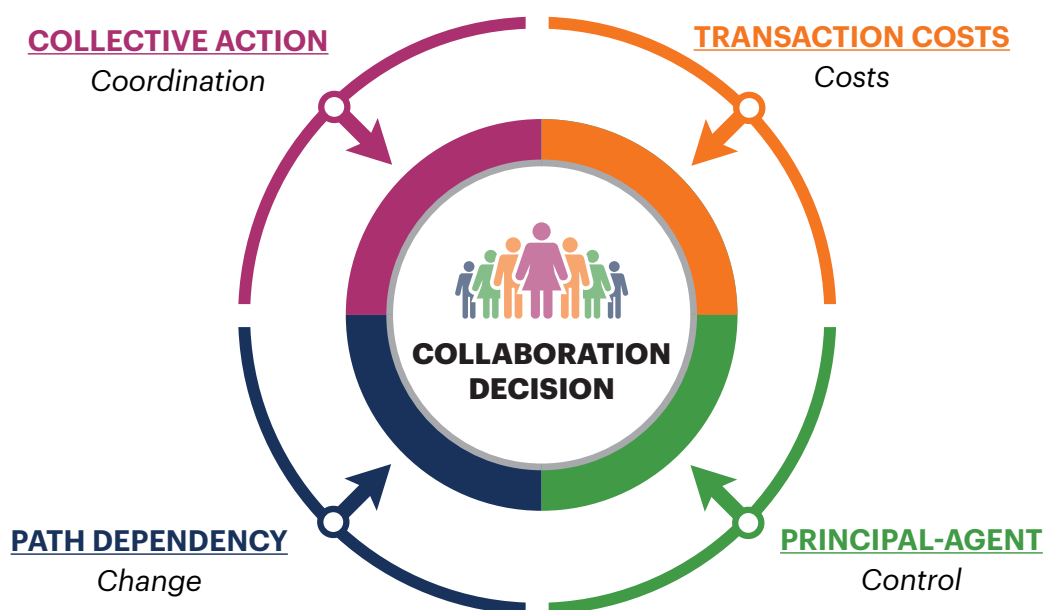 COLLECTIVE ACTION
Coordination
TRANSACTION COSTS
Costs
COLLABORATION
DECISION
PATH DEPENDENCY
Change
PRINCIPAL-AGENT
Control